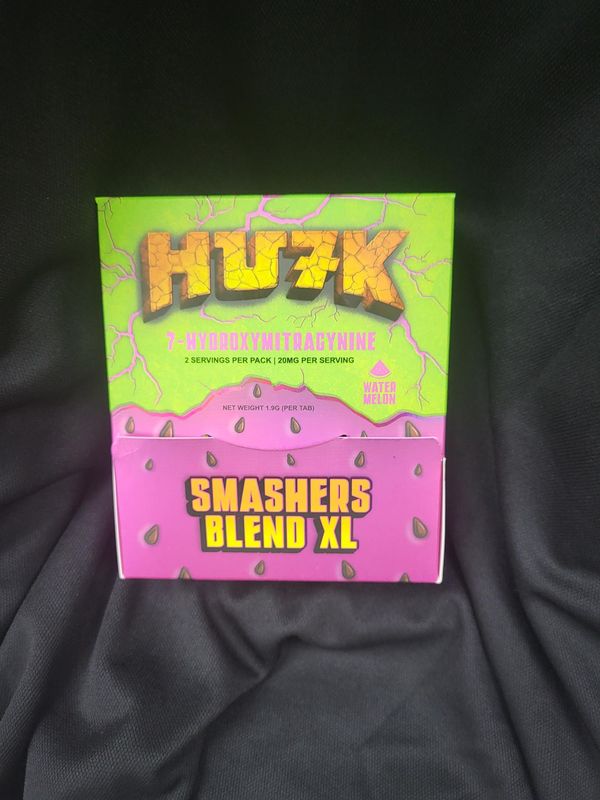 HU7K
7-HYDROXYMITRAGYNINE
2 SERVINGS PER PACK | 20MG PER SERVING
WATER
MELON
NET WEIGHT 1.9G (PER TAB)
SMASHERS
BLEND XL